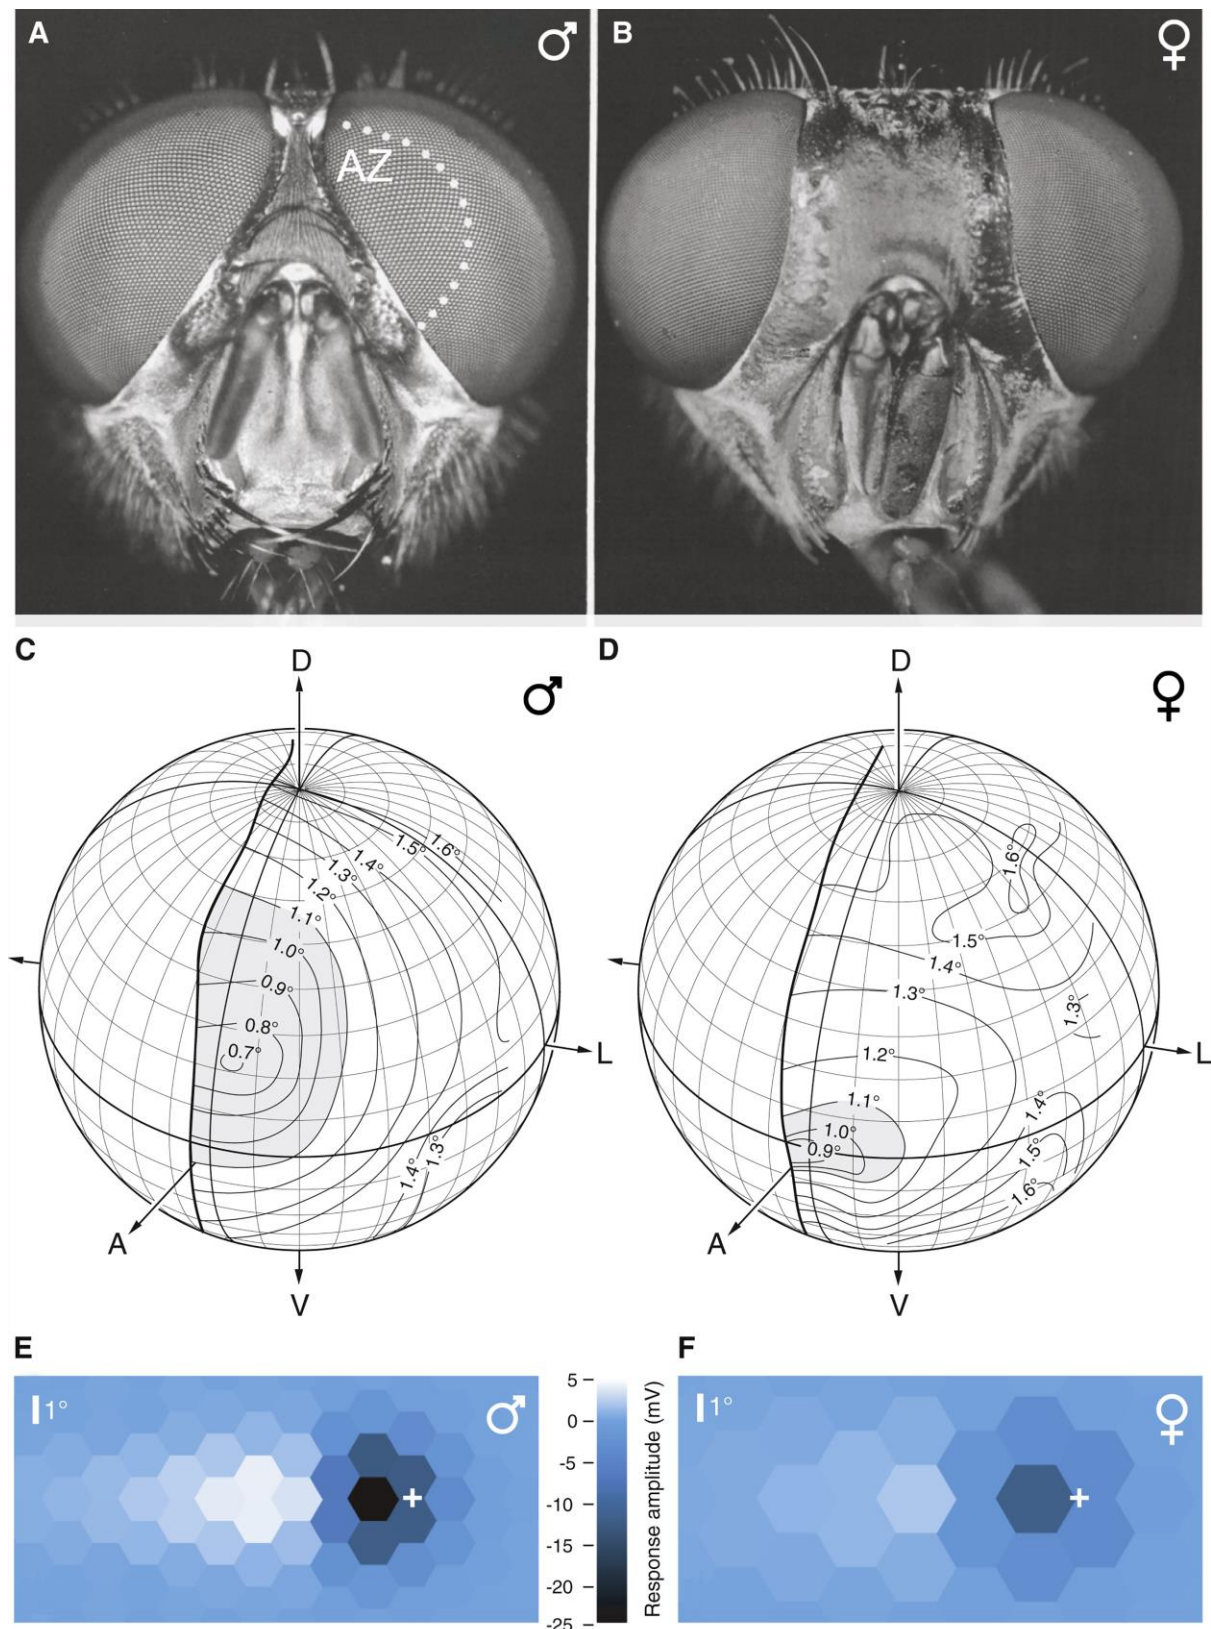 A
♂
AZ
B
♀
C
D
♂
1.6°
1.5°
1.4°
1.3°
1.2°
1.1°
1.0°
0.9°
0.8°
0.7°
1.3°
1.4°
L
A
V
D
D
♀
1.6°
1.5°
1.4°
1.3°
1.3°
1.2°
1.1°
1.0°
0.9°
1.4°
1.5°
1.6°
L
A
V
E
1°
♂
5
0
-5
-10
-15
-20
-25
Response amplitude (mV)
F
1°
♀